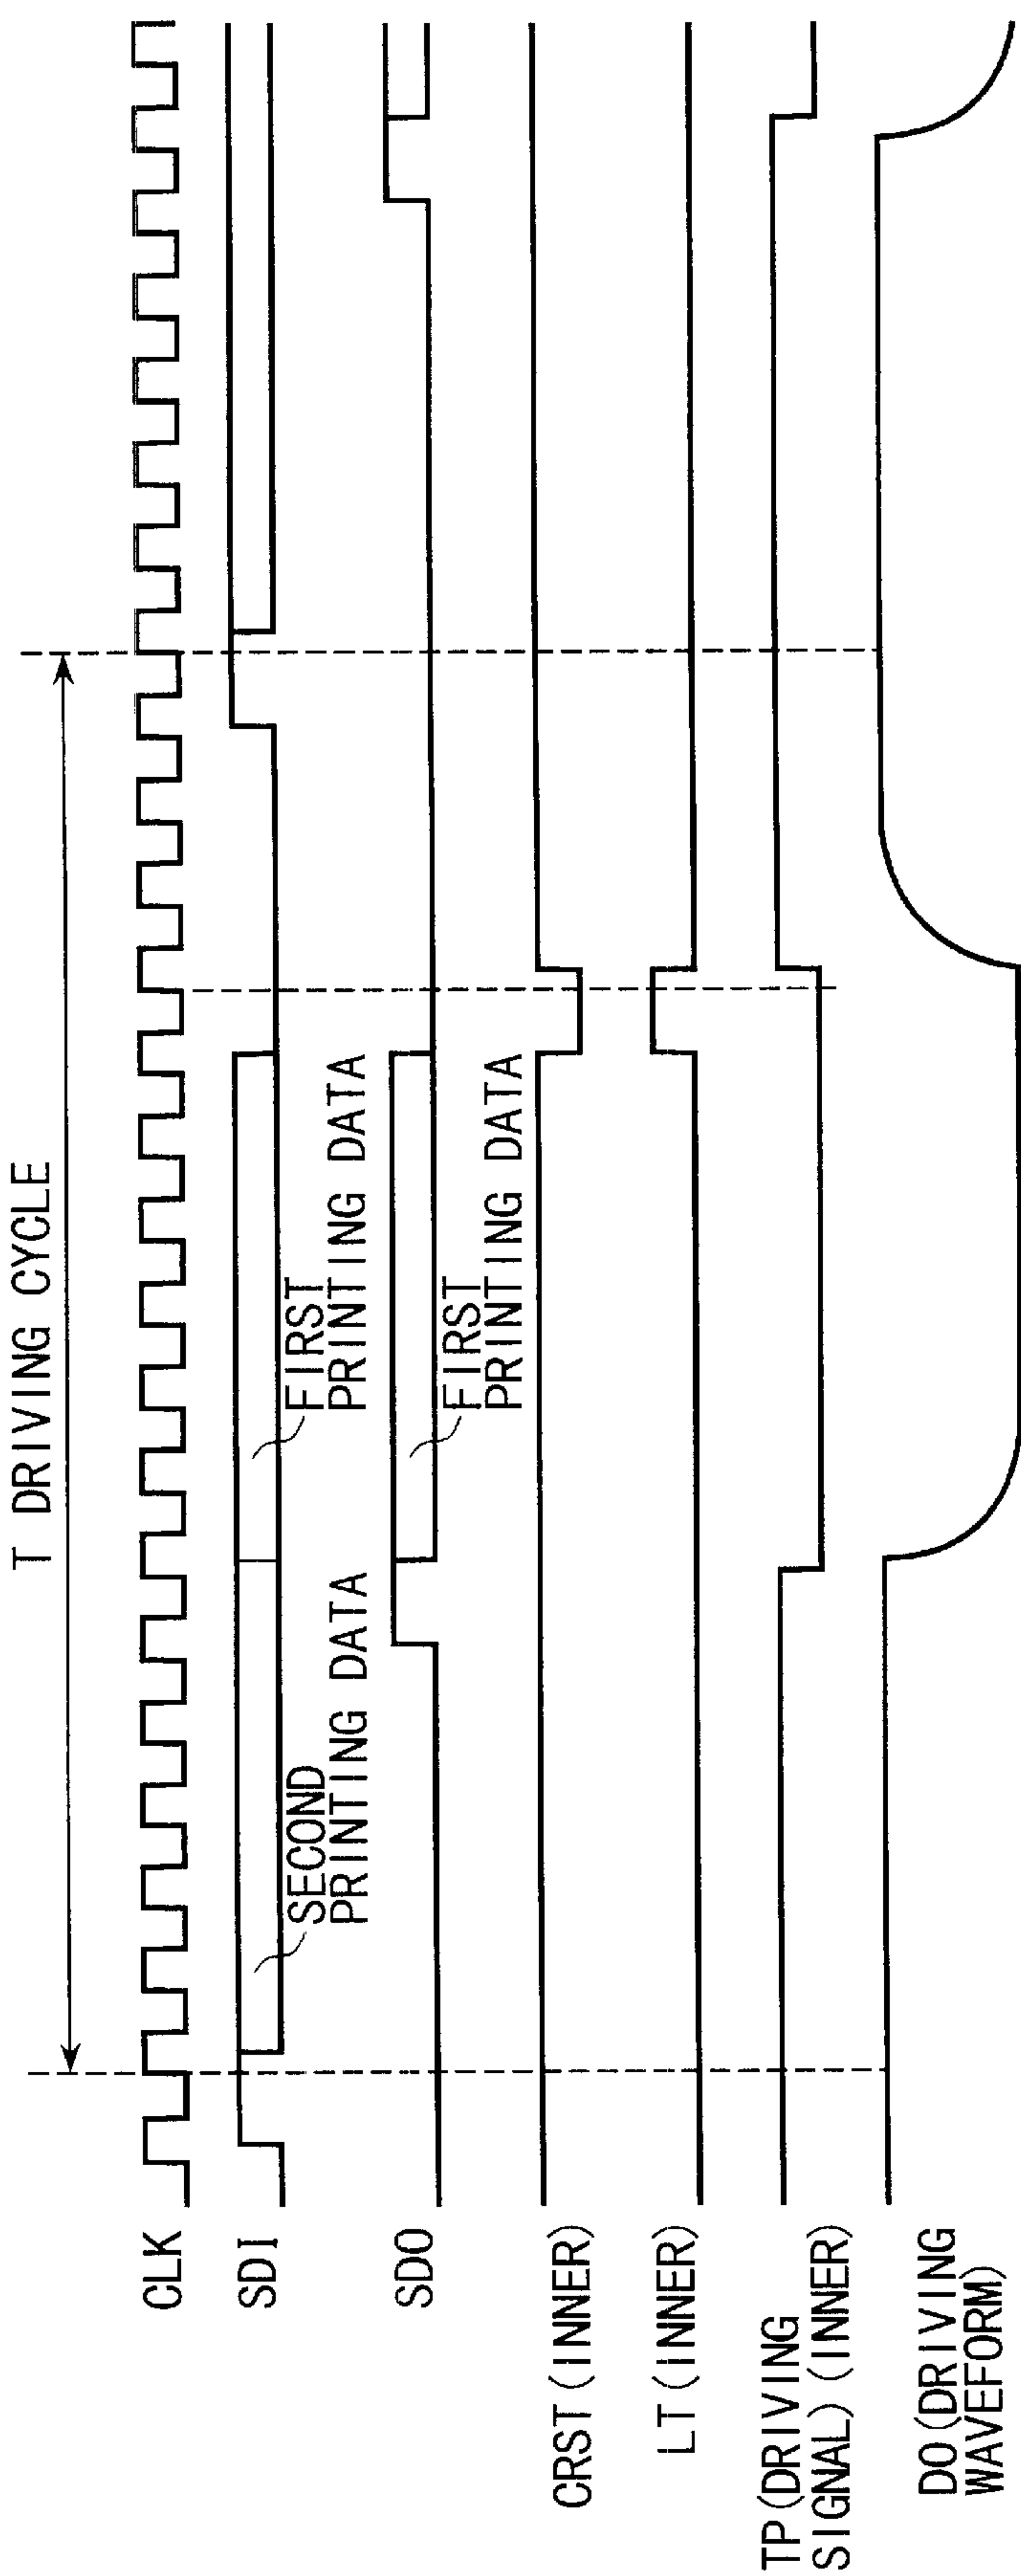 T DRIVING CYCLE
CLK
SDI
SECOND
PRINTING DATA
FIRST
PRINTING DATA
SDO
FIRST
PRINTING DATA
CRST (INNER)
LT (INNER)
TP (DRIVING
SIGNAL) (INNER)
DO (DRIVING
WAVEFORM)